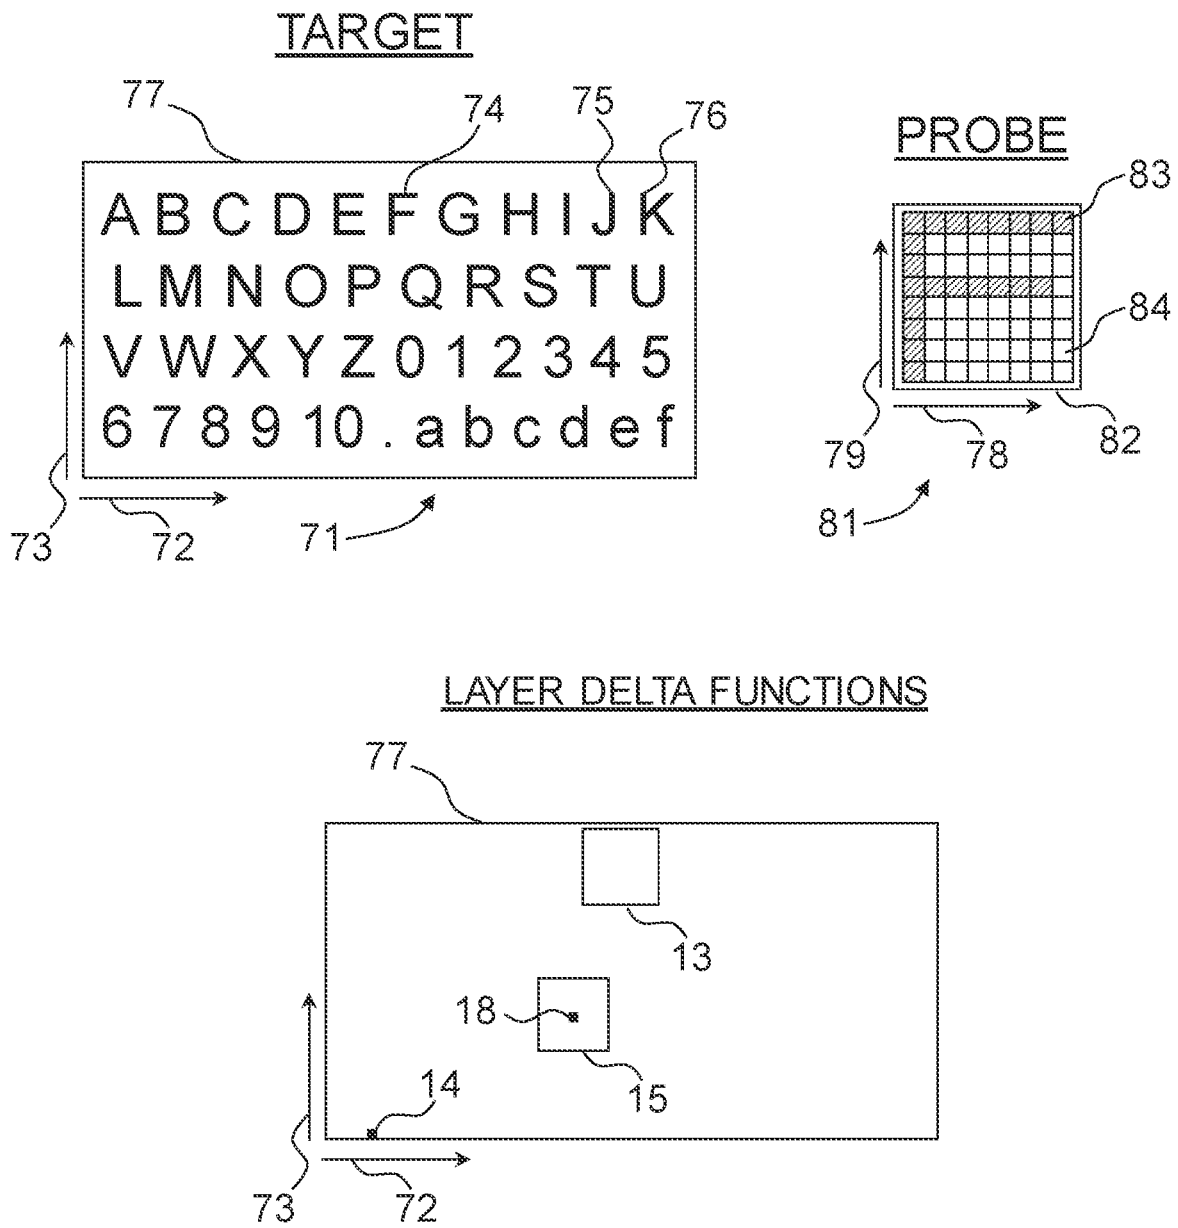 TARGET
77
74
75
76
A B C D E F G H I J K
L M N O P Q R S T U
V W X Y Z 0 1 2 3 4 5
6 7 8 9 10 . a b c d e f
73
72
71
PROBE
83
84
79
78
82
81
LAYER DELTA FUNCTIONS
77
13
18
15
14
73
72